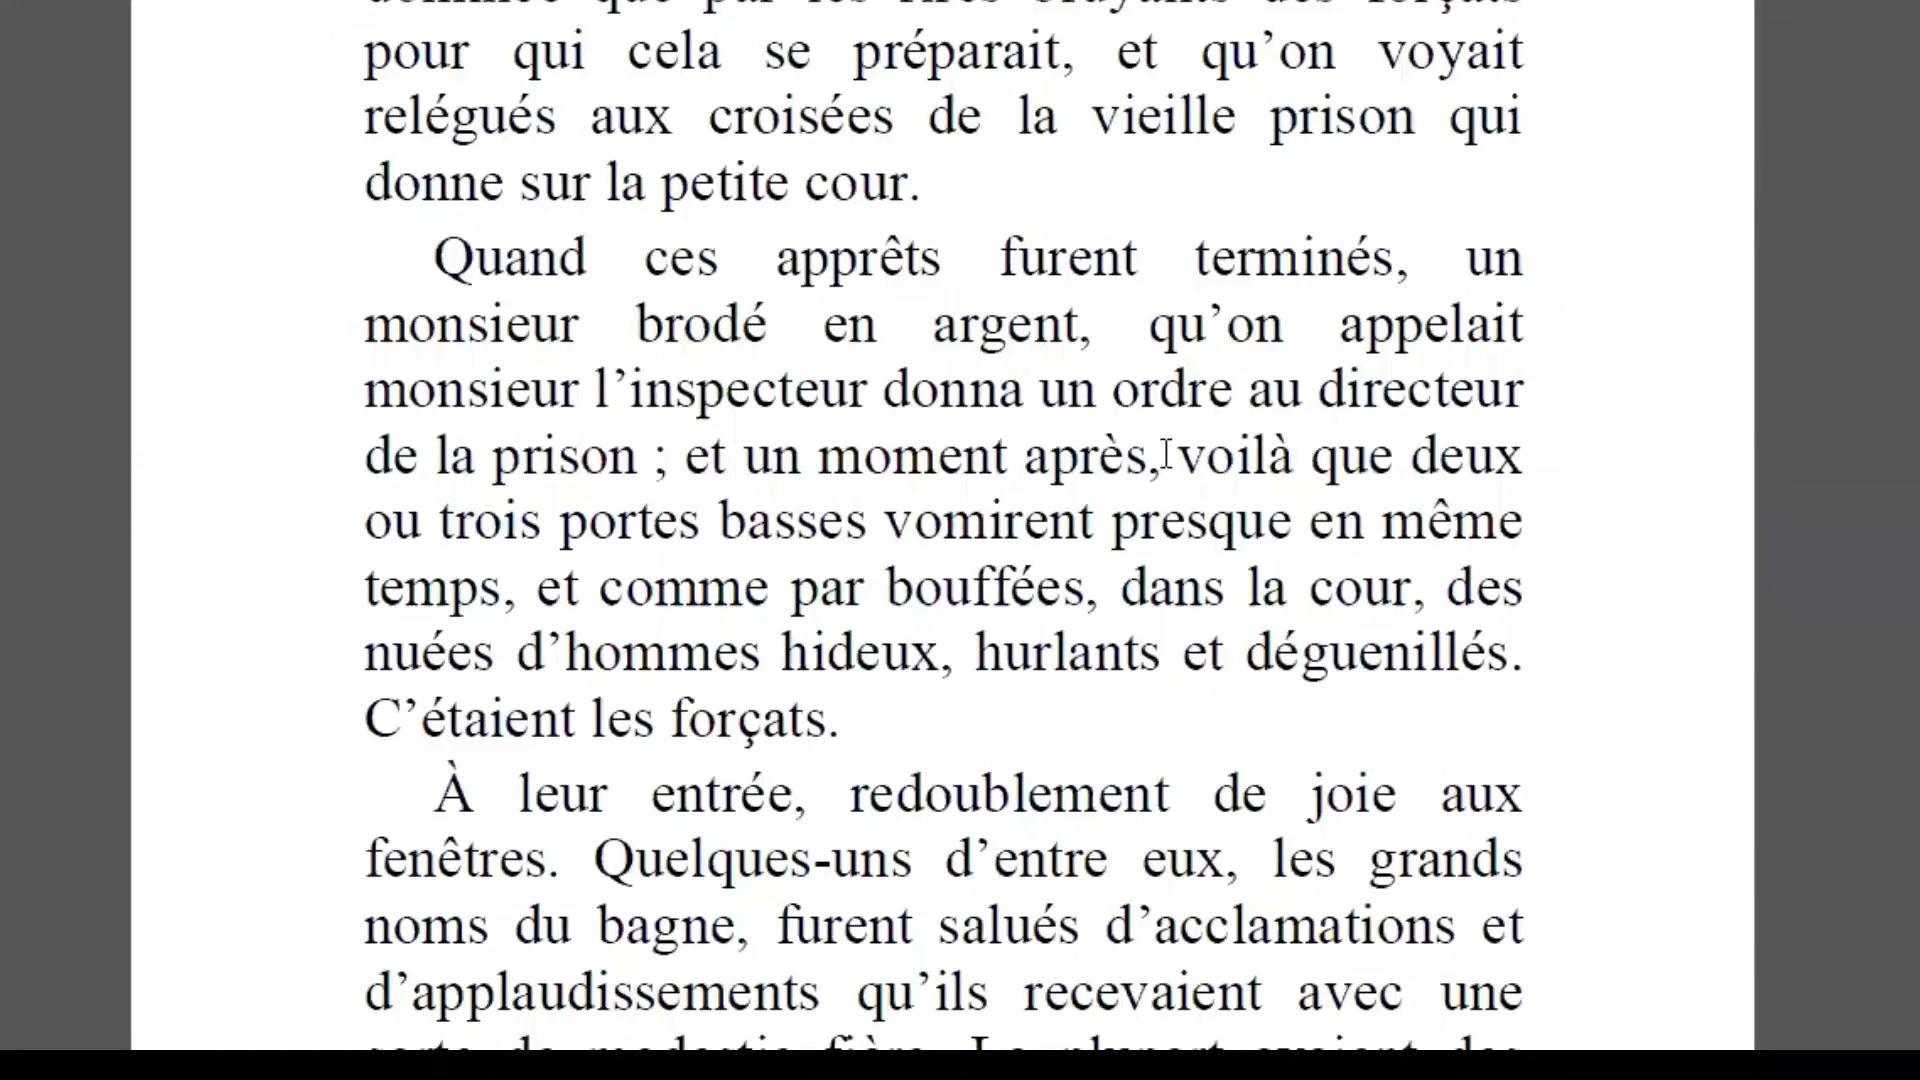 pour qui cela se préparait, et qu’on voyait
relégués aux croisées de la vieille prison qui
donne sur la petite cour.
Quand ces apprêts furent terminés, un
monsieur brodé en argent, qu’on appelait
monsieur l’inspecteur donna un ordre au directeur
de la prison ; et un moment après, voilà que deux
ou trois portes basses vomirent presque en même
temps, et comme par bouffées, dans la cour, des
nuées d’hommes hideux, hurlants et déguenillés.
C’étaient les forçats.
À leur entrée, redoublement de joie aux
fenêtres. Quelques-uns d’entre eux, les grands
noms du bagne, furent salués d’acclamations et
d’applaudissements qu’ils recevaient avec une